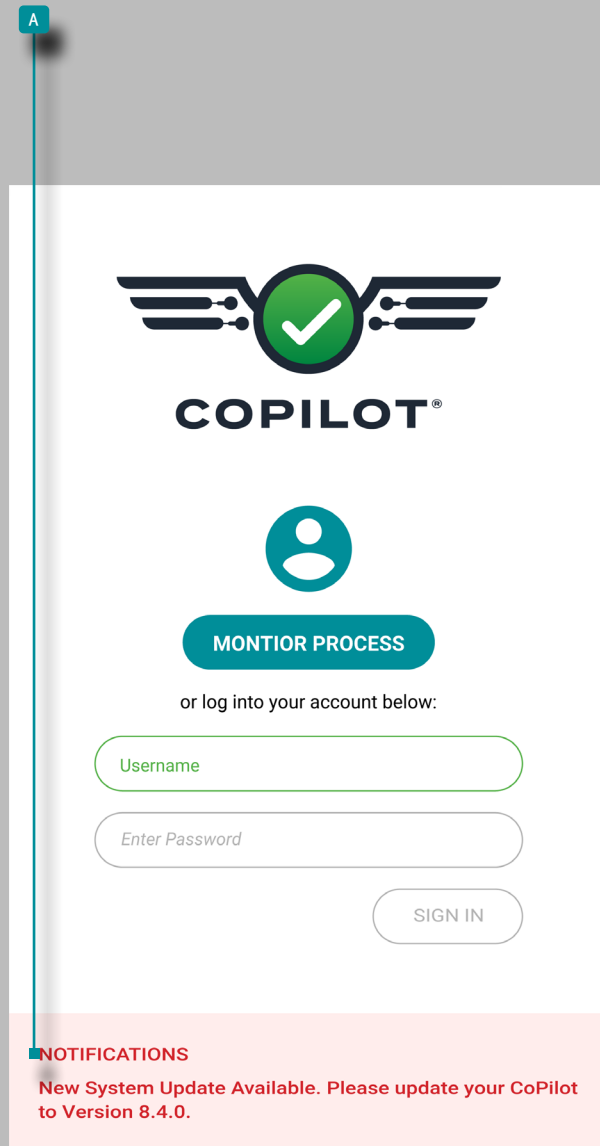 A
COPILOT®
MONTIOR PROCESS
or log into your account below:
Username
Enter Password
SIGN IN
NOTIFICATIONS
New System Update Available. Please update your CoPilot
to Version 8.4.0.